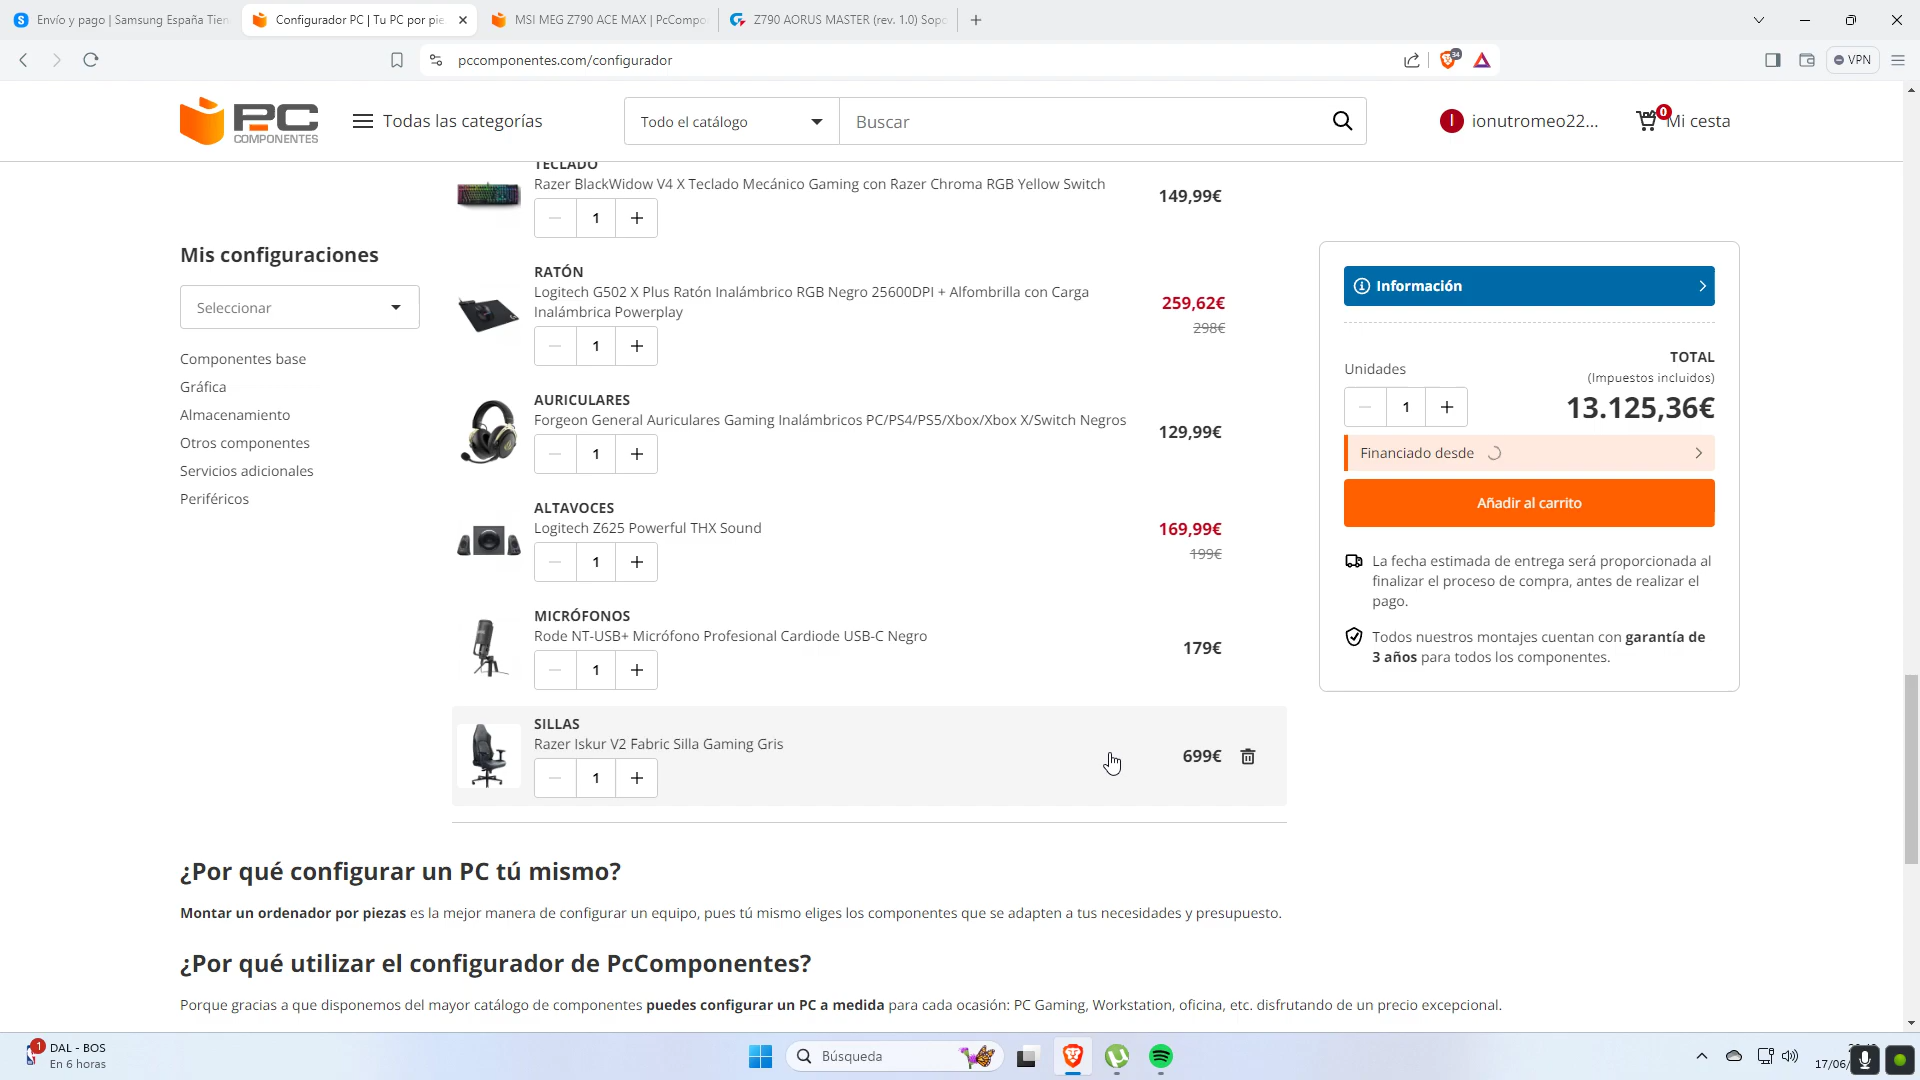 Envío y pago | Samsung España Tien
Configurador PC | Tu PC por pie
MSI MEG Z790 ACE MAX | PcCompo
Z790 AORUS MASTER (rev. 1.0) Sopo
pccomponentes.com/configurador
34
VPN
PC
COMPONENTES
Todas las categorías
Todo el catálogo
Buscar
I
ionutromeo22...
0
Mi cesta
TECLADO
Razer BlackWidow V4 X Teclado Mecánico Gaming con Razer Chroma RGB Yellow Switch
149,99€
1
Mis configuraciones
Seleccionar
Componentes base
Gráfica
Almacenamiento
Otros componentes
Servicios adicionales
Periféricos
RATÓN
Logitech G502 X Plus Ratón Inalámbrico RGB Negro 25600DPI + Alfombrilla con Carga
Inalámbrica Powerplay
259,62€
298€
1
AURICULARES
Forgeon General Auriculares Gaming Inalámbricos PC/PS4/PS5/Xbox/Xbox X/Switch Negros
129,99€
1
ALTAVOCES
Logitech Z625 Powerful THX Sound
169,99€
199€
1
MICRÓFONOS
Rode NT-USB+ Micrófono Profesional Cardiode USB-C Negro
179€
1
SILLAS
Razer Iskur V2 Fabric Silla Gaming Gris
699€
1
Información
TOTAL
Unidades
(Impuestos incluidos)
1
13.125,36€
Financiado desde
Añadir al carrito
La fecha estimada de entrega será proporcionada al
finalizar el proceso de compra, antes de realizar el
pago.
Todos nuestros montajes cuentan con garantía de
3 años para todos los componentes.
¿Por qué configurar un PC tú mismo?
Montar un ordenador por piezas es la mejor manera de configurar un equipo, pues tú mismo eliges los componentes que se adapten a tus necesidades y presupuesto.
¿Por qué utilizar el configurador de PcComponentes?
Porque gracias a que disponemos del mayor catálogo de componentes puedes configurar un PC a medida para cada ocasión: PC Gaming, Workstation, oficina, etc. disfrutando de un precio excepcional.
1
DAL - BOS
En 6 horas
Búsqueda
17/06/